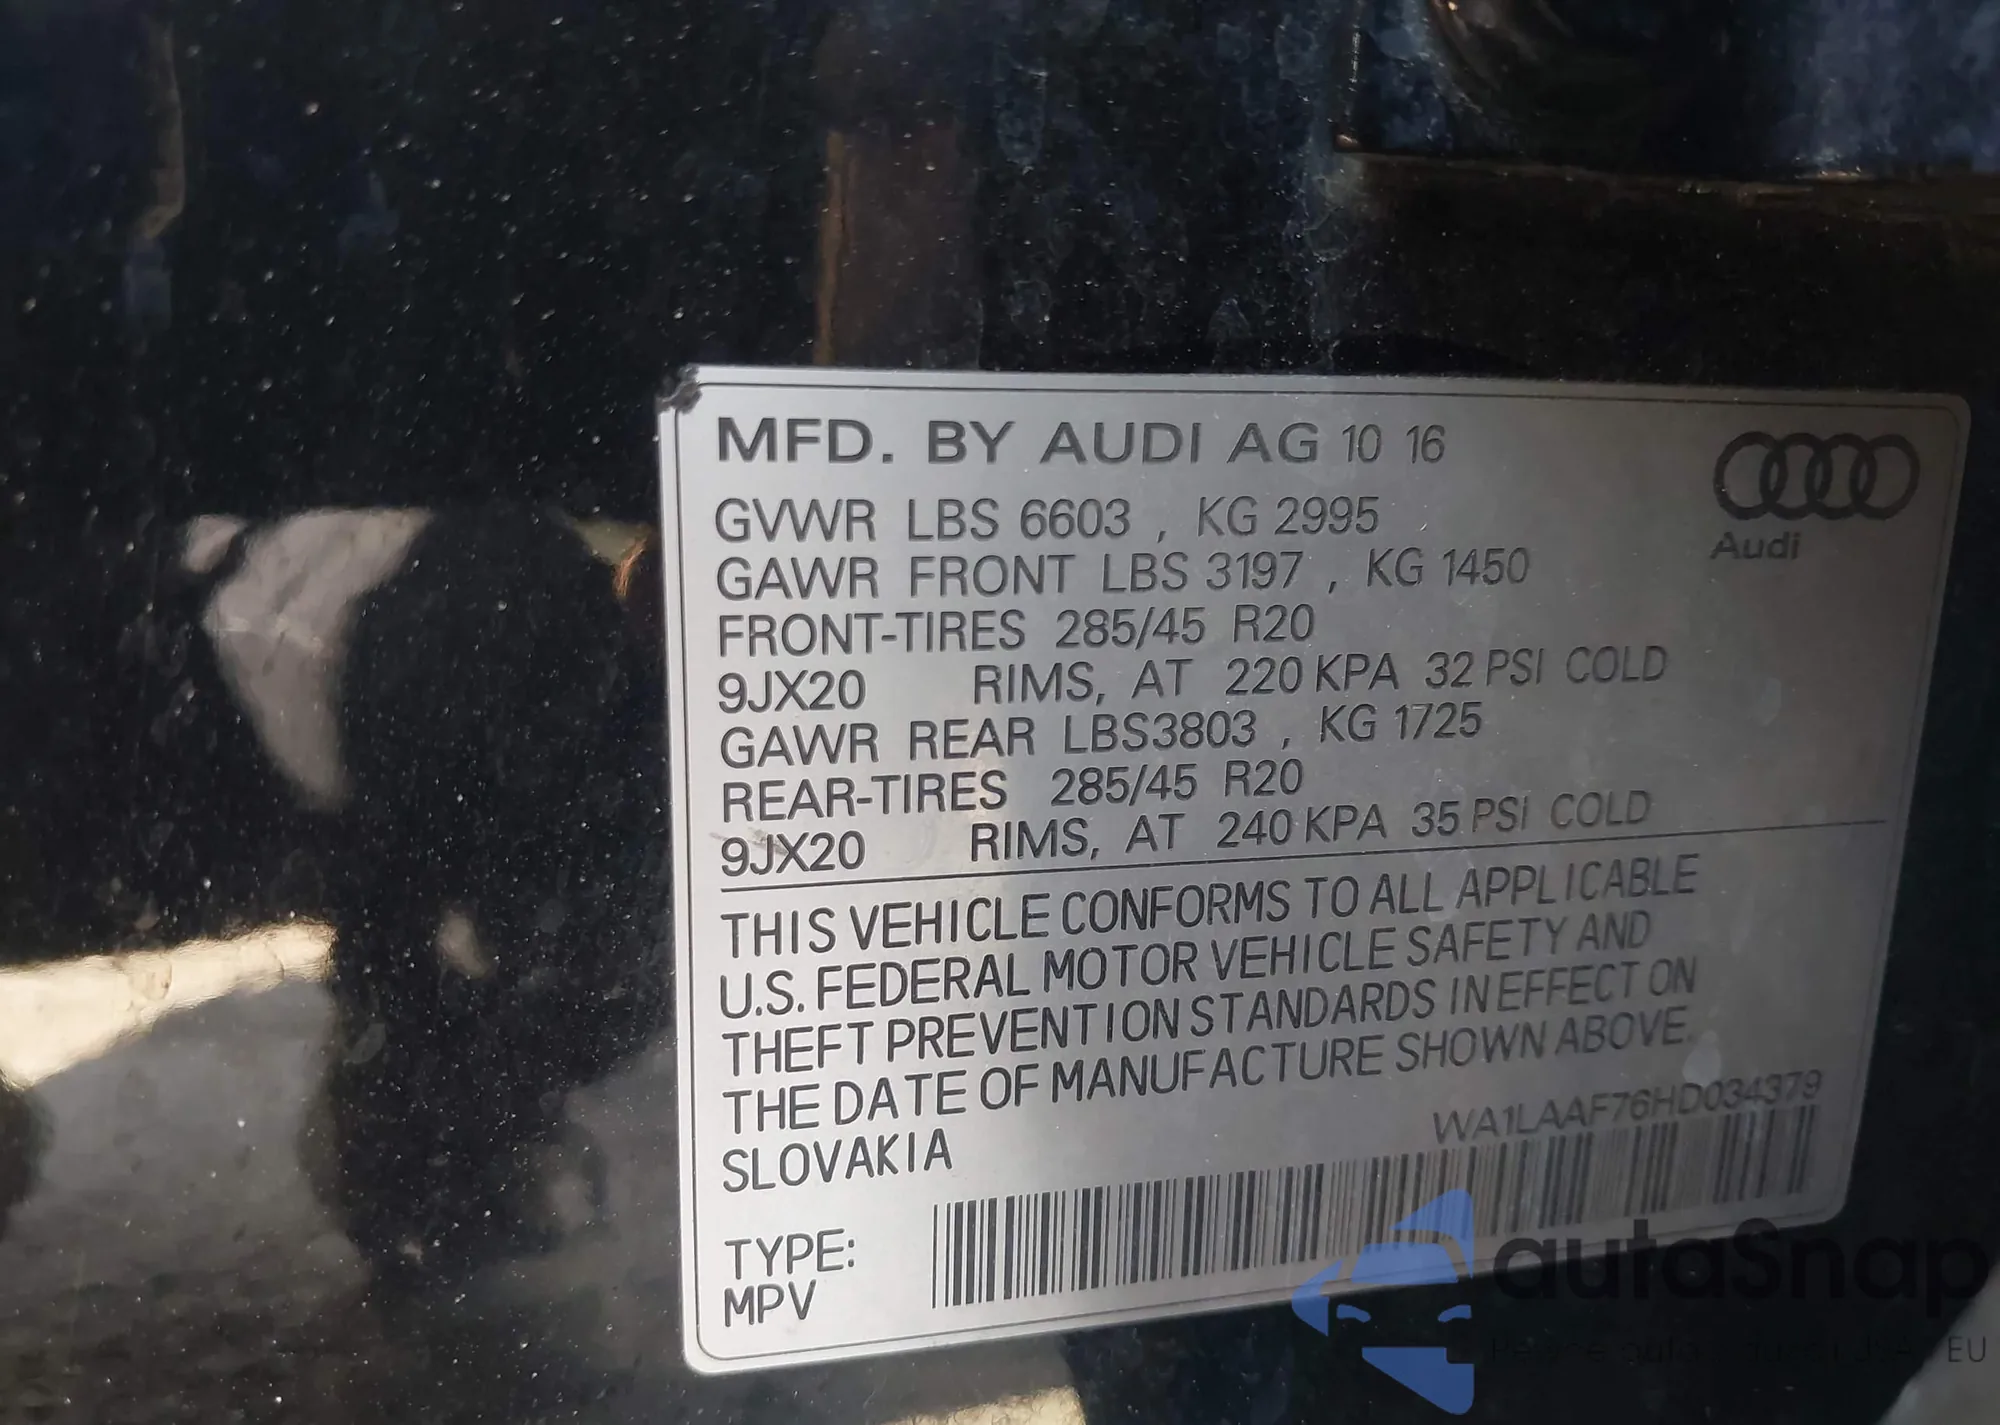 MFD. BY AUDI AG 10 16
Audi
GVWR LBS 6603 , KG 2995
GAWR FRONT LBS 3197 , KG 1450
FRONT-TIRES 285/45 R20
9JX20 RIMS, AT 220 KPA 32 PSI COLD
GAWR REAR LBS3803 , KG 1725
REAR-TIRES 285/45 R20
9JX20 RIMS, AT 240 KPA 35 PSI COLD
THIS VEHICLE CONFORMS TO ALL APPLICABLE
U.S. FEDERAL MOTOR VEHICLE SAFETY AND
THEFT PREVENTION STANDARDS IN EFFECT ON
THE DATE OF MANUFACTURE SHOWN ABOVE.
SLOVAKIA
WA1LAAF76HD034379
TYPE:
MPV
autaSnap
EU